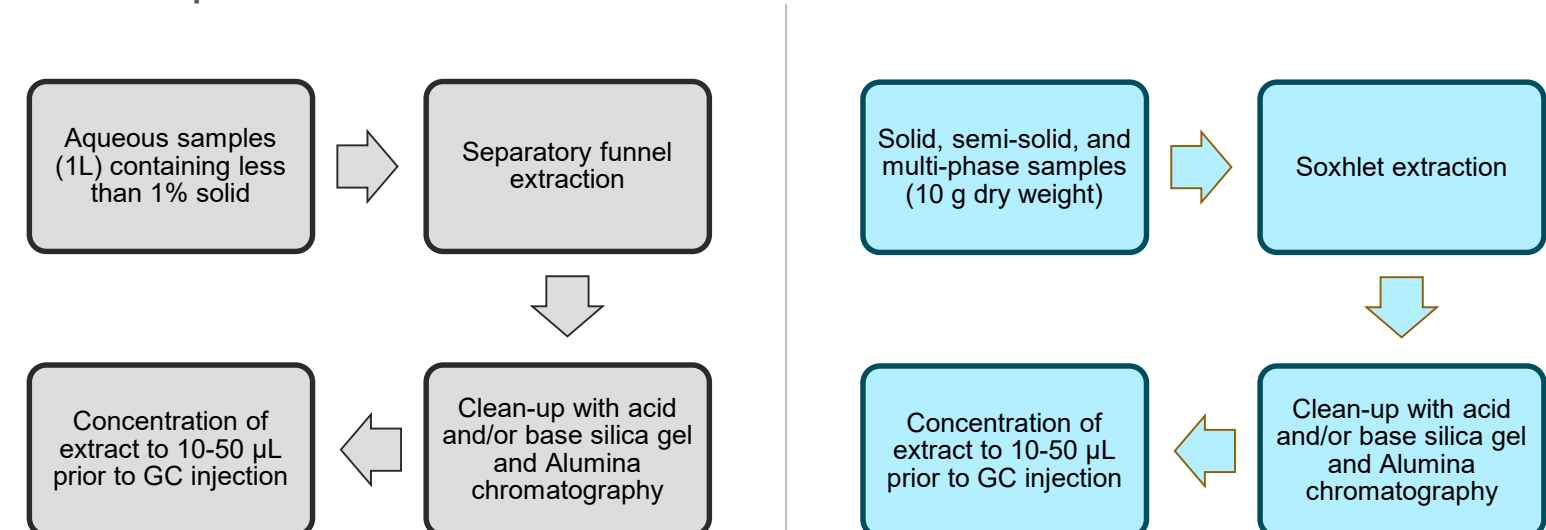 Aqueous samples
(1L) containing less
than 1% solid
Separatory funnel
extraction
Clean-up with acid
and/or base silica gel
and Alumina
chromatography
Concentration of
extract to 10-50 µL
prior to GC injection
Solid, semi-solid, and
multi-phase samples
(10 g dry weight)
Soxhlet extraction
Clean-up with acid
and/or base silica gel
and Alumina
chromatography
Concentration of
extract to 10-50 µL
prior to GC injection